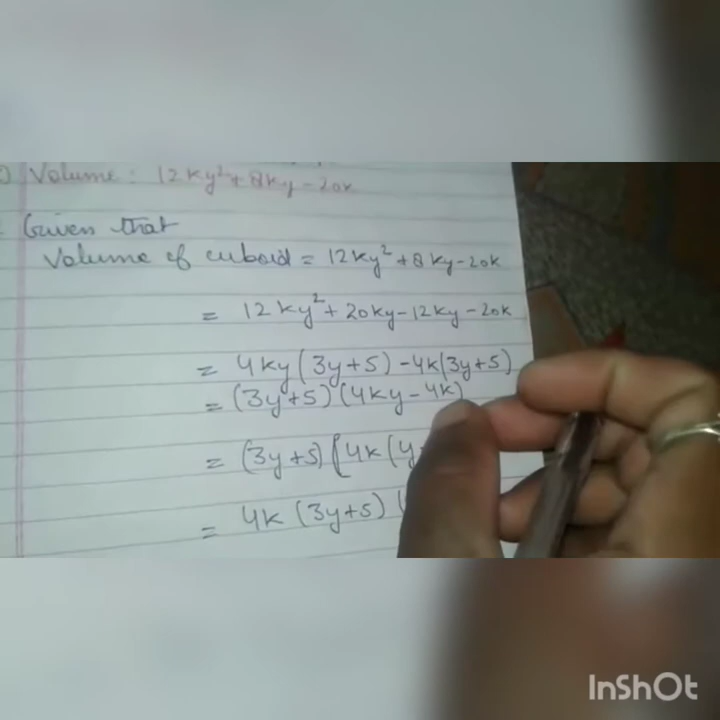 Volume : 12ky² + 8ky - 20k
Given that
Volume of cuboid = 12ky² + 8ky - 20k
= 12ky² + 20ky - 12ky - 20k
= 4ky (3y + 5) - 4k (3y + 5)
= (3y + 5) (4ky - 4k)
= (3y + 5) [4k (y
= 4k (3y + 5) (
InShOt